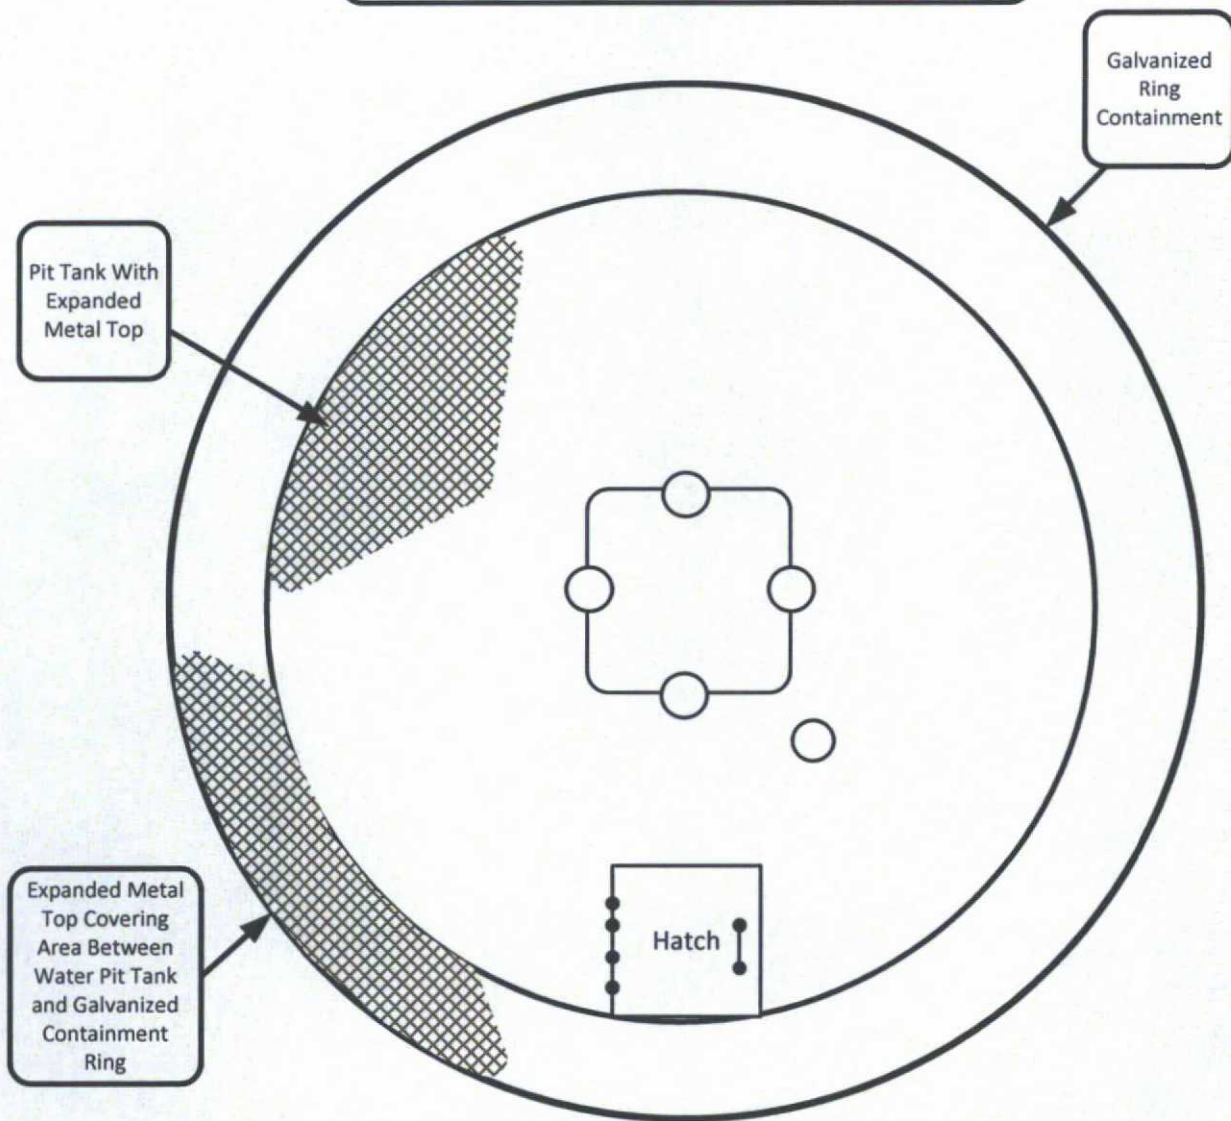 Galvanized
Ring
Containment
Pit Tank With
Expanded
Metal Top
Expanded Metal
Top Covering
Area Between
Water Pit Tank
and Galvanized
Containment
Ring
Hatch